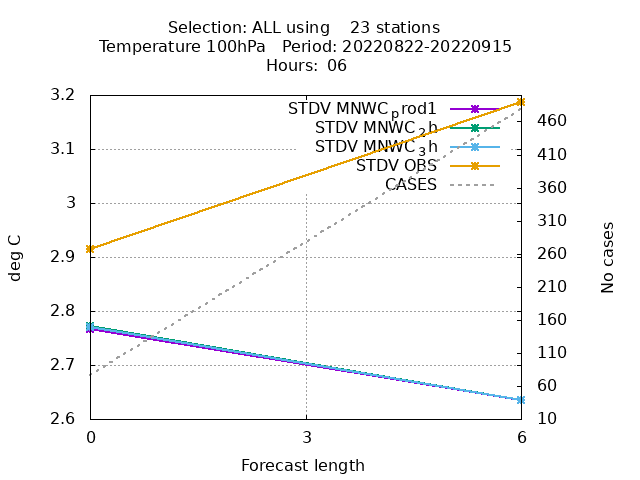 Selection: ALL using    23 stations
Temperature 100hPa   Period: 20220822-20220915
Hours: 06
3.2
3.1
3
2.9
2.8
2.7
2.6
deg C
STDV MNWC_prod1
STDV MNWC_2h
STDV MNWC_3h
STDV OBS
CASES
460
410
360
310
260
210
160
110
60
10
No cases
0 3 6
Forecast length